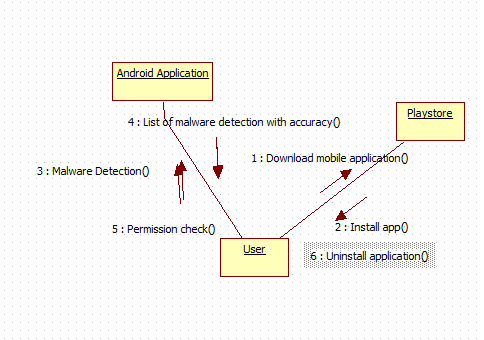 Android Application
Playstore
4 : List of malware detection with accuracy()
1 : Download mobile application()
3 : Malware Detection()
5 : Permission check()
2 : Install app()
User
6 : Uninstall application()